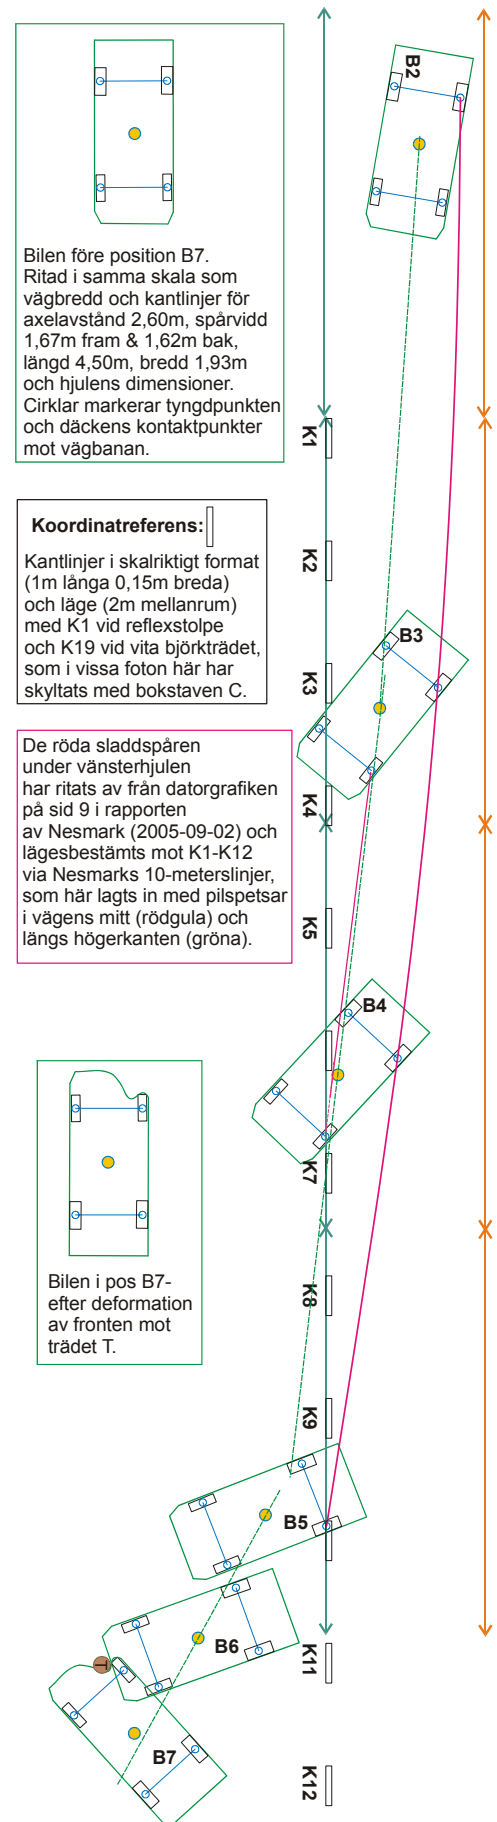 B2
Bilen före position B7.
Ritad i samma skala som
vägbredd och kantlinjer för
axelavstånd 2,60m, spårvidd
1,67m fram & 1,62m bak,
längd 4,50m, bredd 1,93m
och hjulens dimensioner.
Cirklar markerar tyngdpunkten
och däckens kontaktpunkter
mot vägbanan.
K1
Koordinatreferens:
Kantlinjer i skalriktigt format
(1m långa 0,15m breda)
och läge (2m mellanrum)
med K1 vid reflexstolpe
och K19 vid vita björkträdet,
som i vissa foton här har
skyltats med bokstaven C.
K2
B3
K3
De röda sladdspåren
under vänsterhjulen
har ritats av från datorgrafiken
på sid 9 i rapporten
av Nesmark (2005-09-02) och
lägesbestämts mot K1-K12
via Nesmarks 10-meterslinjer,
som här lagts in med pilspetsar
i vägens mitt (rödgula) och
längs högerkanten (gröna).
K4
K5
B4
K7
Bilen i pos B7-
efter deformation
av fronten mot
trädet T.
K8
K9
B5
B6
K11
T
B7
K12